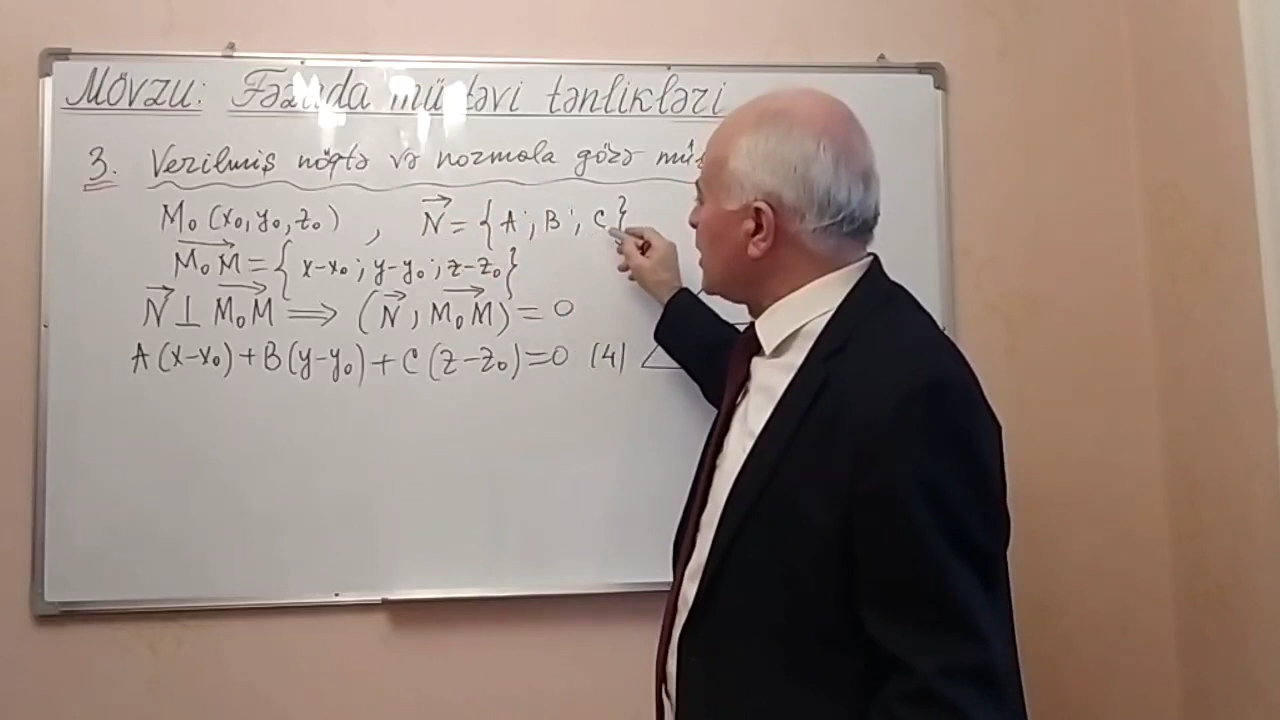 Mövzu: Fəzada müstəvi tənlikləri
3. Verilmiş nöqtə və normala görə
M₀(x₀,y₀,z₀) , N⃗ = {A; B; C}
M₀M⃗ = {x-x₀; y-y₀; z-z₀}
N⃗ ⊥ M₀M⃗ ⟹ (N⃗, M₀M⃗) = 0
A(x-x₀)+B(y-y₀)+C(z-z₀)=0 (4)